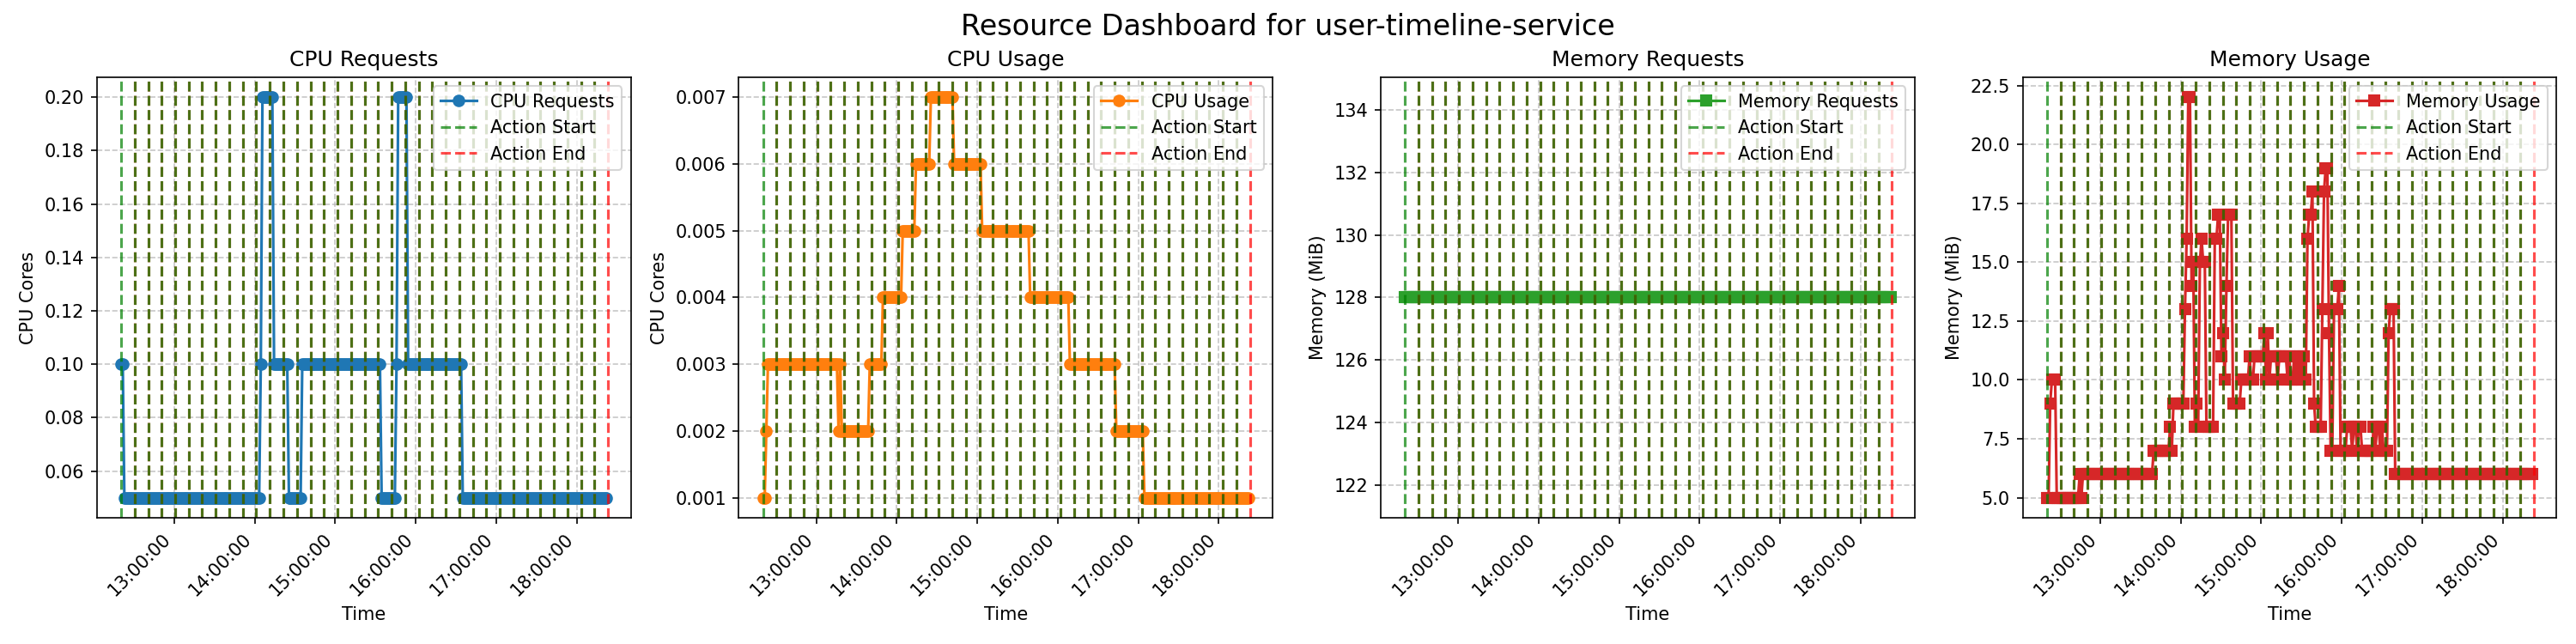 Resource Dashboard for user-timeline-service
CPU Requests
CPU Cores
0.20
0.18
0.16
0.14
0.12
0.10
0.08
0.06
CPU Requests
Action Start
Action End
13:00:00
14:00:00
15:00:00
16:00:00
17:00:00
18:00:00
Time
CPU Usage
CPU Cores
0.007
0.006
0.005
0.004
0.003
0.002
0.001
CPU Usage
Action Start
Action End
13:00:00
14:00:00
15:00:00
16:00:00
17:00:00
18:00:00
Time
Memory Requests
Memory (MiB)
134
132
130
128
126
124
122
Memory Requests
Action Start
Action End
13:00:00
14:00:00
15:00:00
16:00:00
17:00:00
18:00:00
Time
Memory Usage
Memory (MiB)
22.5
20.0
17.5
15.0
12.5
10.0
7.5
5.0
Memory Usage
Action Start
Action End
13:00:00
14:00:00
15:00:00
16:00:00
17:00:00
18:00:00
Time